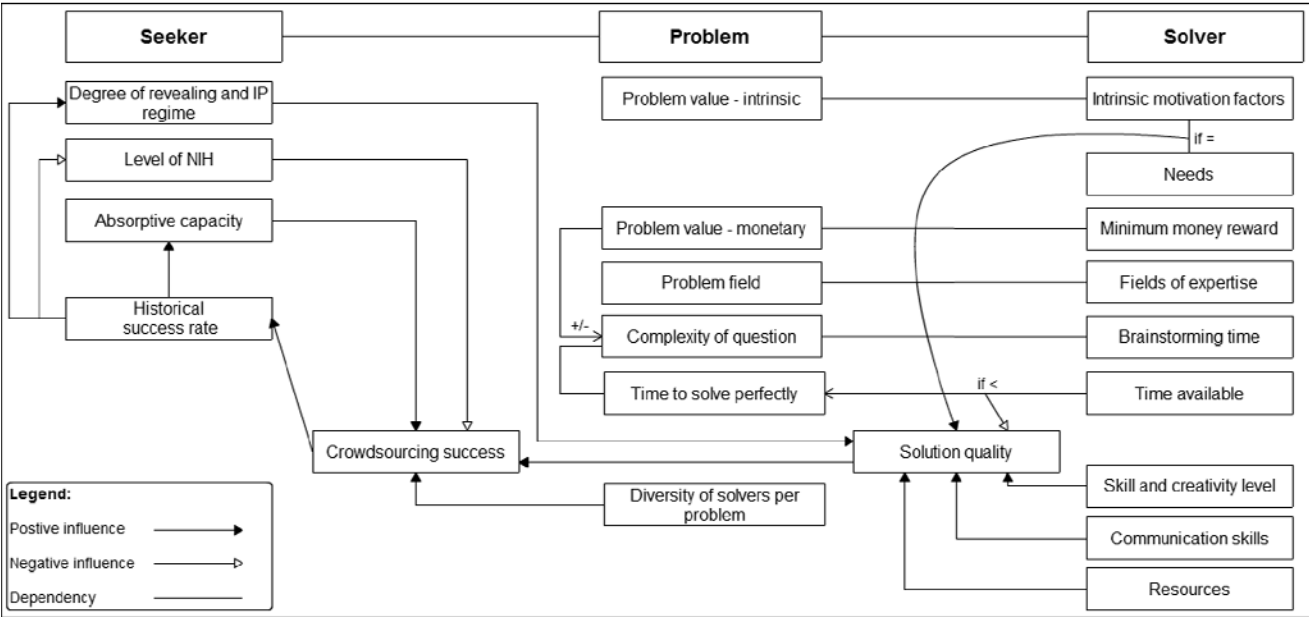 Seeker
Problem
Solver
Degree of revealing and IP
regime
Problem value - intrinsic
Intrinsic motivation factors
if =
Level of NIH
Needs
Absorptive capacity
Problem value - monetary
Minimum money reward
Problem field
Fields of expertise
Historical
success rate
+/-
Complexity of question
Brainstorming time
Time to solve perfectly
if <
Time available
Crowdsourcing success
Solution quality
Diversity of solvers per
problem
Skill and creativity level
Communication skills
Resources
Legend:
Postive influence
Negative influence
Dependency